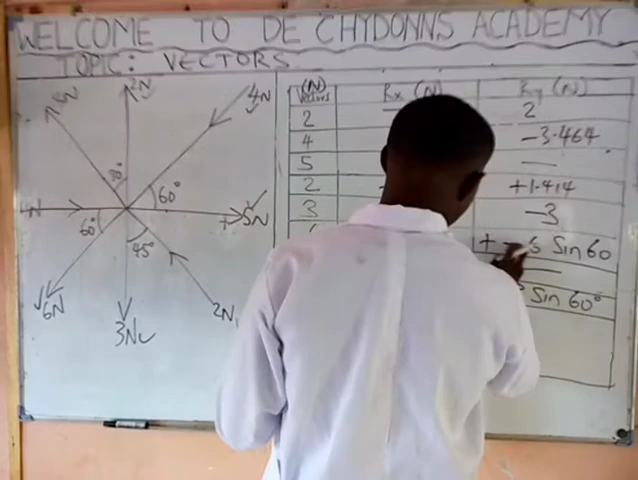 WELCOME TO DE CHYDONNS ACADEMY
TOPIC: VECTORS
2N
4N
30°
60°
5N
60°
45°
6N
3N
2N
(N)
Vectors
Rx (N)
Ry (N)
2
2
4
-3.464
5
—
2
+1.414
3
-3
Sin 60
—
Sin 60°